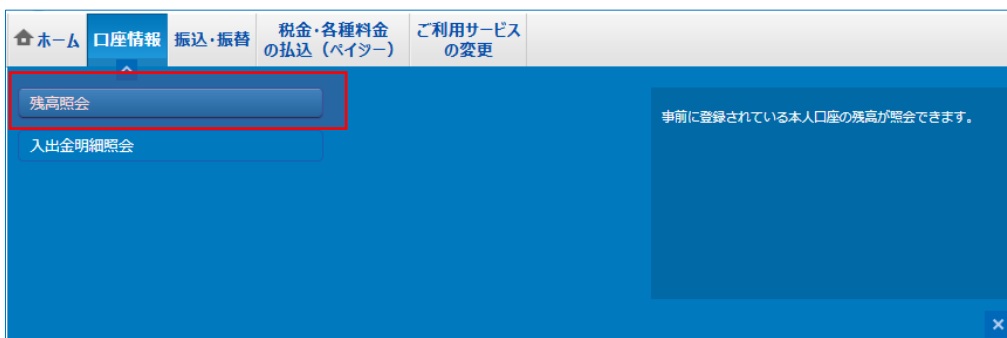 ホーム 口座情報 振込・振替 税金・各種料金 ご利用サービス
の払込（ペイジー） の変更
残高照会
事前に登録されている本人口座の残高が照会できます。
入出金明細照会